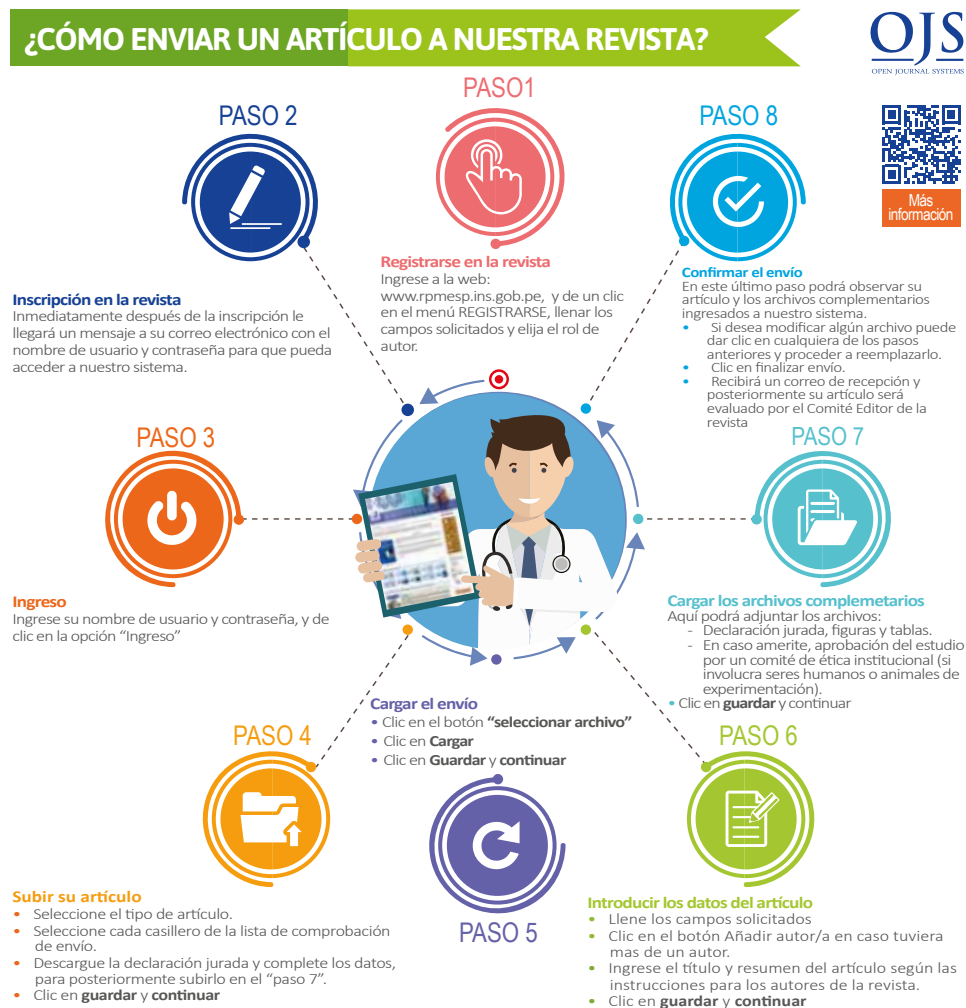 ¿CÓMO ENVIAR UN ARTÍCULO A NUESTRA REVISTA?
OJS
OPEN JOURNAL SYSTEMS
Más
información
PASO1
Registrarse en la revista
Ingrese a la web:
www.rpmesp.ins.gob.pe, y de un clic
en el menú REGISTRARSE, llenar los
campos solicitados y elija el rol de
autor.
PASO 2
Inscripción en la revista
Inmediatamente después de la inscripción le
llegará un mensaje a su correo electrónico con el
nombre de usuario y contraseña para que pueda
acceder a nuestro sistema.
PASO 3
Ingreso
Ingrese su nombre de usuario y contraseña, y de
clic en la opción “Ingreso”
PASO 4
Subir su artículo
• Seleccione el tipo de artículo.
• Seleccione cada casillero de la lista de comprobación
de envío.
• Descargue la declaración jurada y complete los datos,
para posteriormente subirlo en el “paso 7”.
• Clic en guardar y continuar
Cargar el envío
• Clic en el botón “seleccionar archivo”
• Clic en Cargar
• Clic en Guardar y continuar
PASO 5
PASO 6
Introducir los datos del artículo
• Llene los campos solicitados
• Clic en el botón Añadir autor/a en caso tuviera
mas de un autor.
• Ingrese el título y resumen del artículo según las
instrucciones para los autores de la revista.
• Clic en guardar y continuar
PASO 7
Cargar los archivos complemetarios
Aquí podrá adjuntar los archivos:
- Declaración jurada, figuras y tablas.
- En caso amerite, aprobación del estudio
por un comité de ética institucional (si
involucra seres humanos o animales de
experimentación).
• Clic en guardar y continuar
PASO 8
Confirmar el envío
En este último paso podrá observar su
artículo y los archivos complementarios
ingresados a nuestro sistema.
• Si desea modificar algún archivo puede
dar clic en cualquiera de los pasos
anteriores y proceder a reemplazarlo.
• Clic en finalizar envío.
• Recibirá un correo de recepción y
posteriormente su artículo será
evaluado por el Comité Editor de la
revista